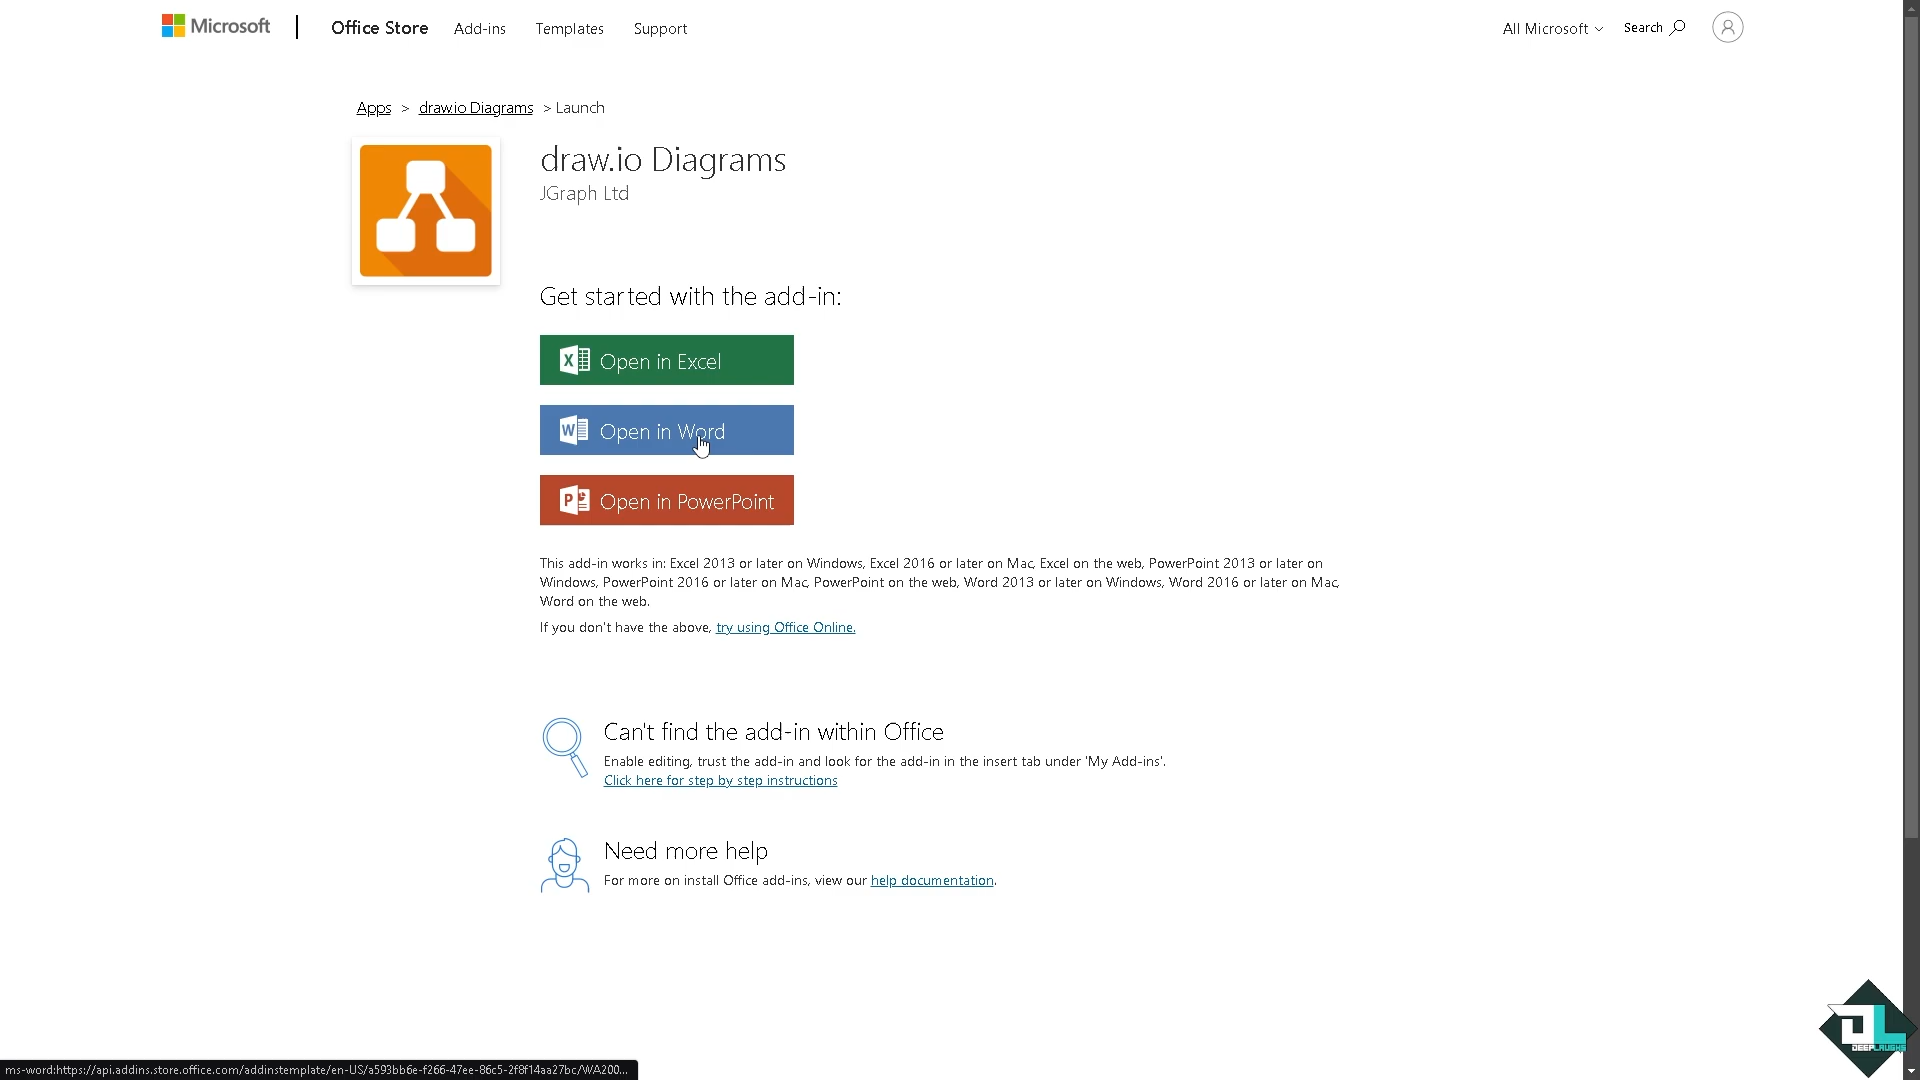 Microsoft
Office Store
Add-ins
Templates
Support
All Microsoft
Search
Apps > draw.io Diagrams > Launch
draw.io Diagrams
JGraph Ltd
Get started with the add-in:
Open in Excel
Open in Word
Open in PowerPoint
This add-in works in: Excel 2013 or later on Windows, Excel 2016 or later on Mac, Excel on the web, PowerPoint 2013 or later on
Windows, PowerPoint 2016 or later on Mac, PowerPoint on the web, Word 2013 or later on Windows, Word 2016 or later on Mac,
Word on the web.
If you don't have the above, try using Office Online.
Can't find the add-in within Office
Enable editing, trust the add-in and look for the add-in in the insert tab under 'My Add-ins'.
Click here for step by step instructions
Need more help
For more on install Office add-ins, view our help documentation.
DEEPLAUGHS
ms-word:https://api.addins.store.office.com/addinstemplate/en-US/a593bb6e-f266-47ee-86c5-2f8f14aa27bc/WA200...